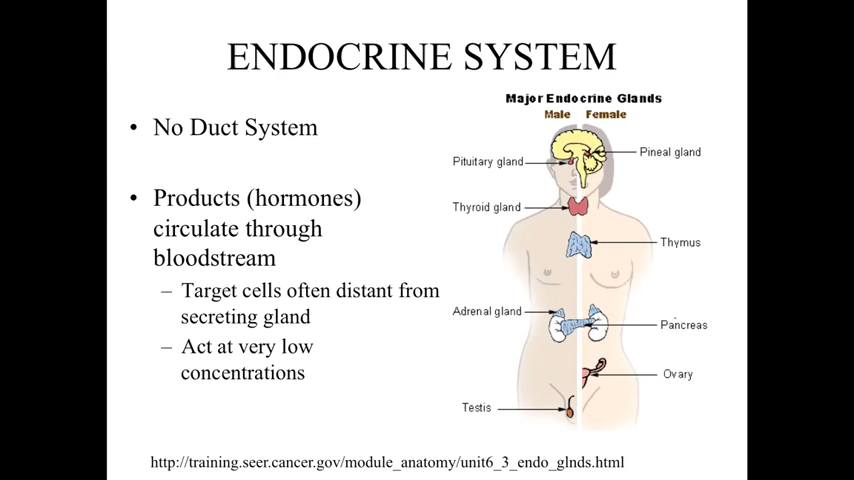 ENDOCRINE SYSTEM
• No Duct System
• Products (hormones)
circulate through
bloodstream
– Target cells often distant from
secreting gland
– Act at very low
concentrations
Major Endocrine Glands
Male Female
Pituitary gland
Pineal gland
Thyroid gland
Thymus
Adrenal gland
Pancreas
Ovary
Testis
http://training.seer.cancer.gov/module_anatomy/unit6_3_endo_glnds.html